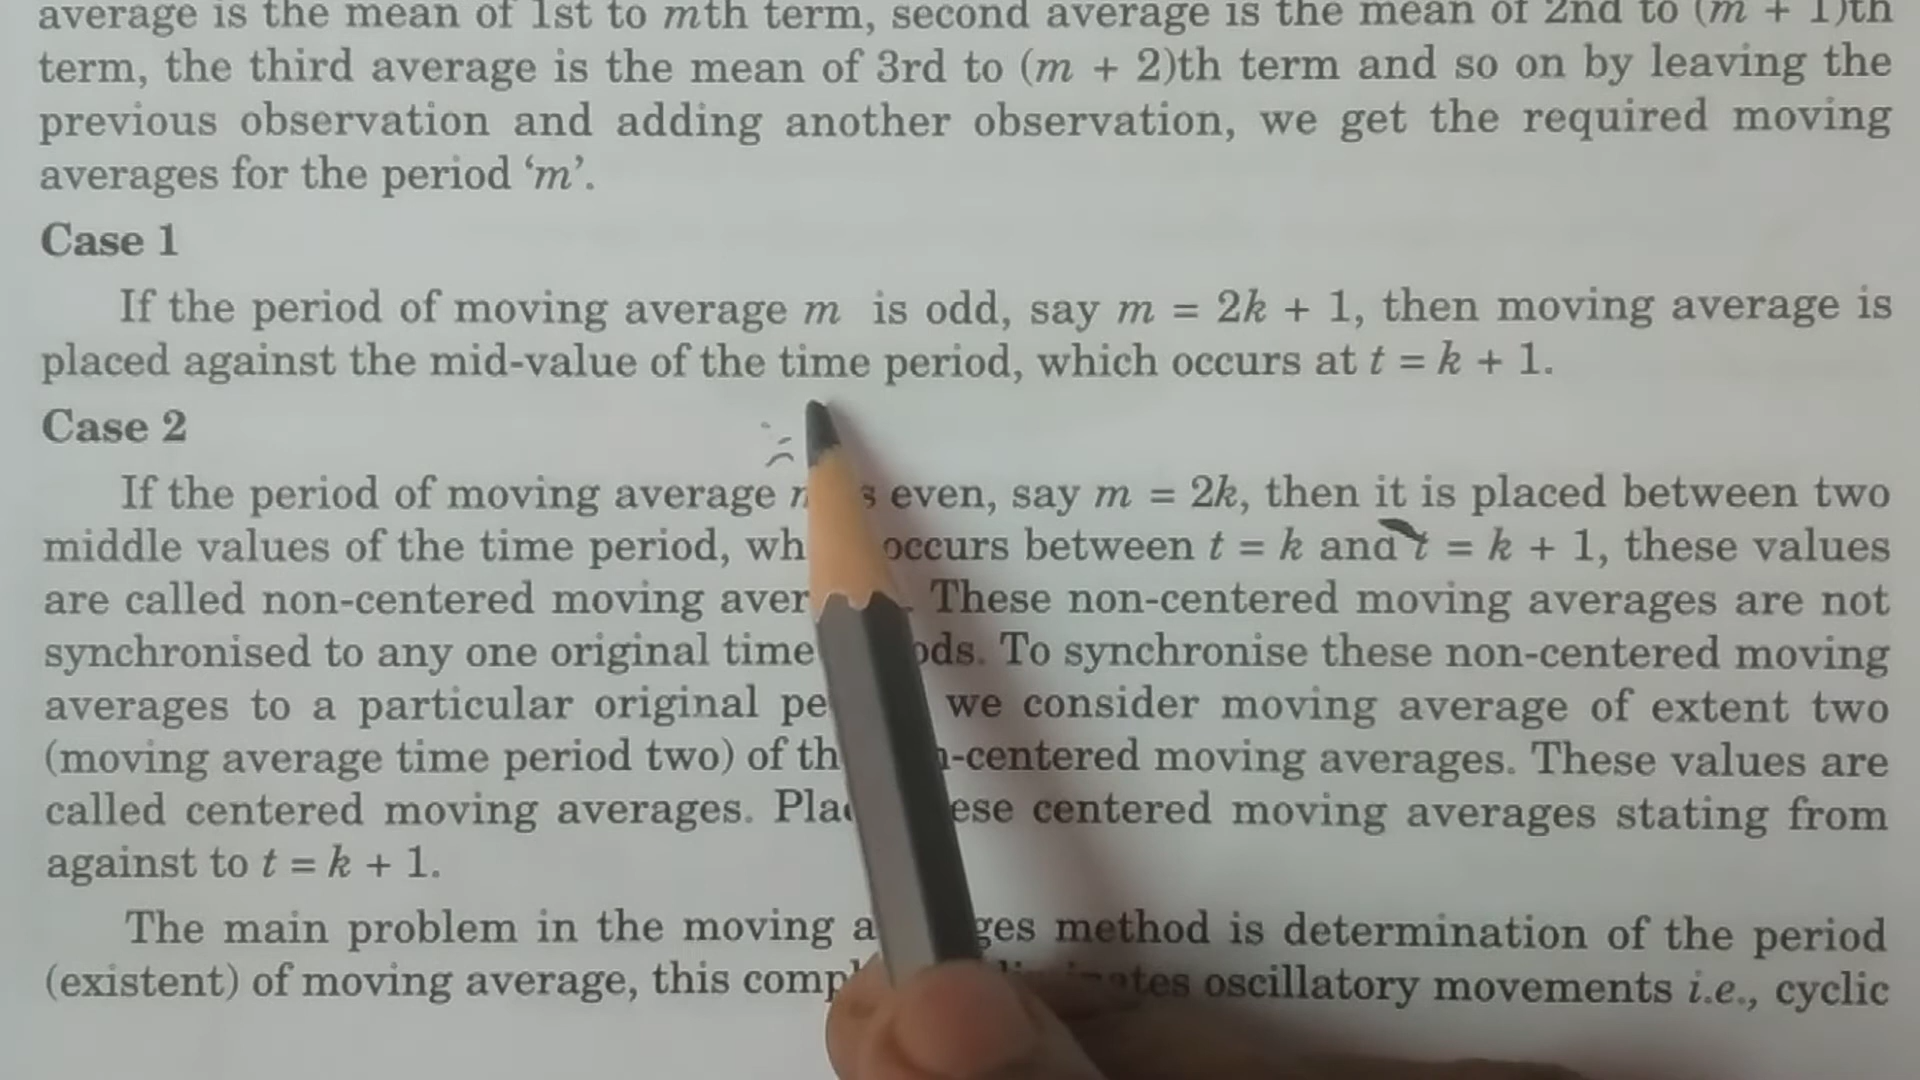 average is the mean of 1st to mth term, second average is the mean of 2nd to (m + 1)th
term, the third average is the mean of 3rd to (m + 2)th term and so on by leaving the
previous observation and adding another observation, we get the required moving
averages for the period ‘m’.
Case 1
If the period of moving average m is odd, say m = 2k + 1, then moving average is
placed against the mid-value of the time period, which occurs at t = k + 1.
Case 2
If the period of moving average even, say m = 2k, then it is placed between two
middle values of the time period, occurs between t = k and t = k + 1, these values
are called non-centered moving These non-centered moving averages are not
synchronised to any one original time To synchronise these non-centered moving
averages to a particular original we consider moving average of extent two
(moving average time period two) of -centered moving averages. These values are
called centered moving averages. centered moving averages stating from
against to t = k + 1.
The main problem in the moving method is determination of the period
(existent) of moving average, this oscillatory movements i.e., cyclic